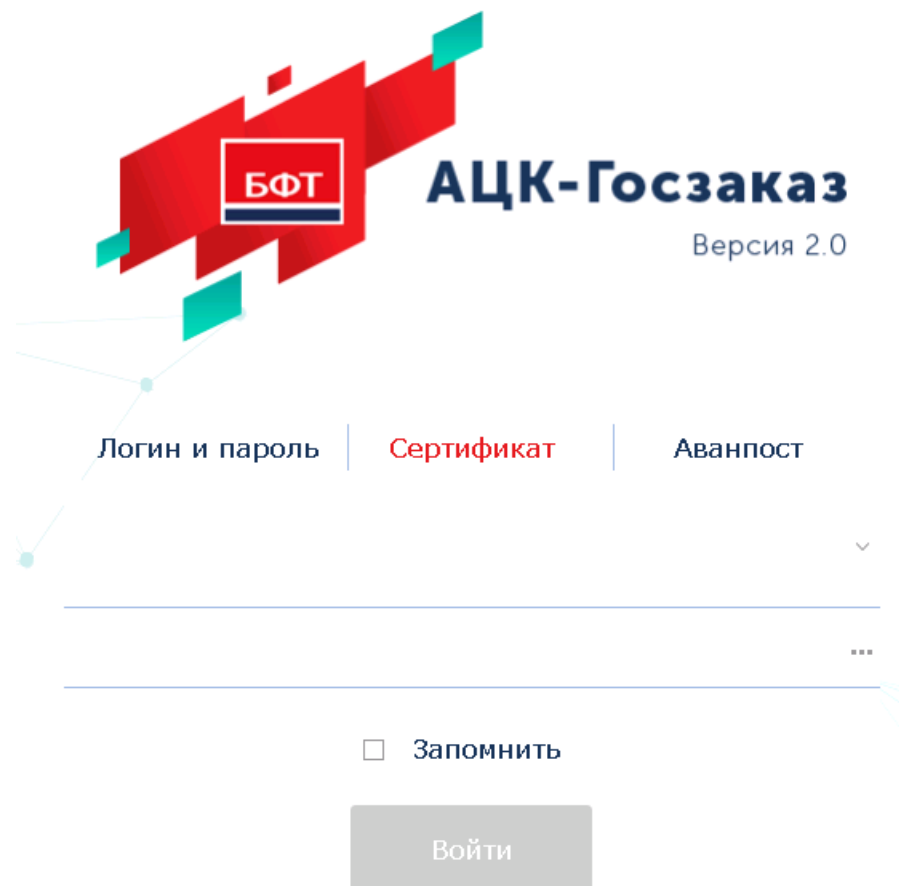 БФТ
АЦК-Госзаказ
Версия 2.0
Логин и пароль Сертификат Аванпост
Запомнить
Войти